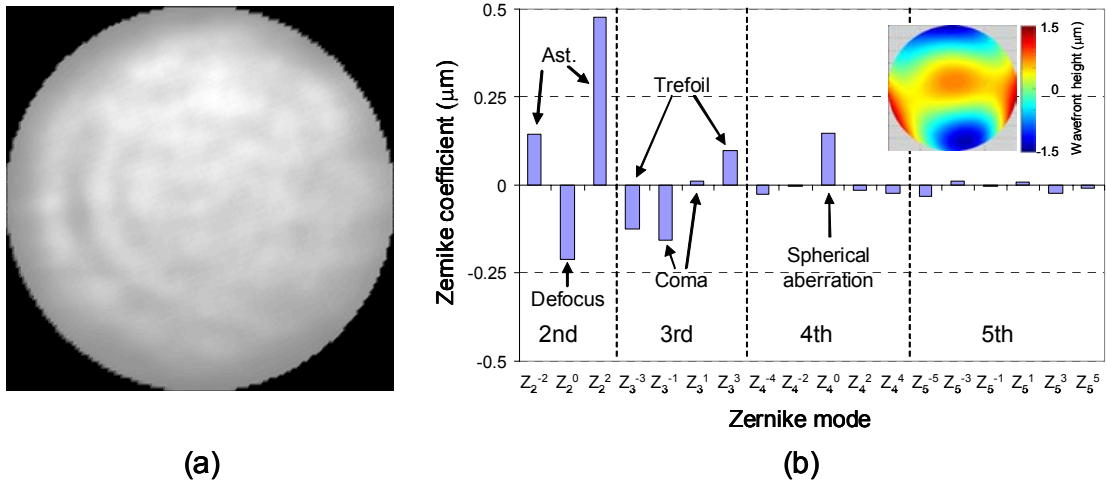 0.5
0.25
0
-0.25
-0.5
Zernike coefficient (μm)
Ast.
Trefoil
Defocus
Coma
Spherical
aberration
2nd 3rd 4th 5th
1.5
0
-1.5
Wavefront height (μm)
Z₂⁻² Z₂⁰ Z₂² Z₃⁻³ Z₃⁻¹ Z₃¹ Z₃³ Z₄⁻⁴ Z₄⁻² Z₄⁰ Z₄² Z₄⁴ Z₅⁻⁵ Z₅⁻³ Z₅⁻¹ Z₅¹ Z₅³ Z₅⁵
Zernike mode
(a) (b)